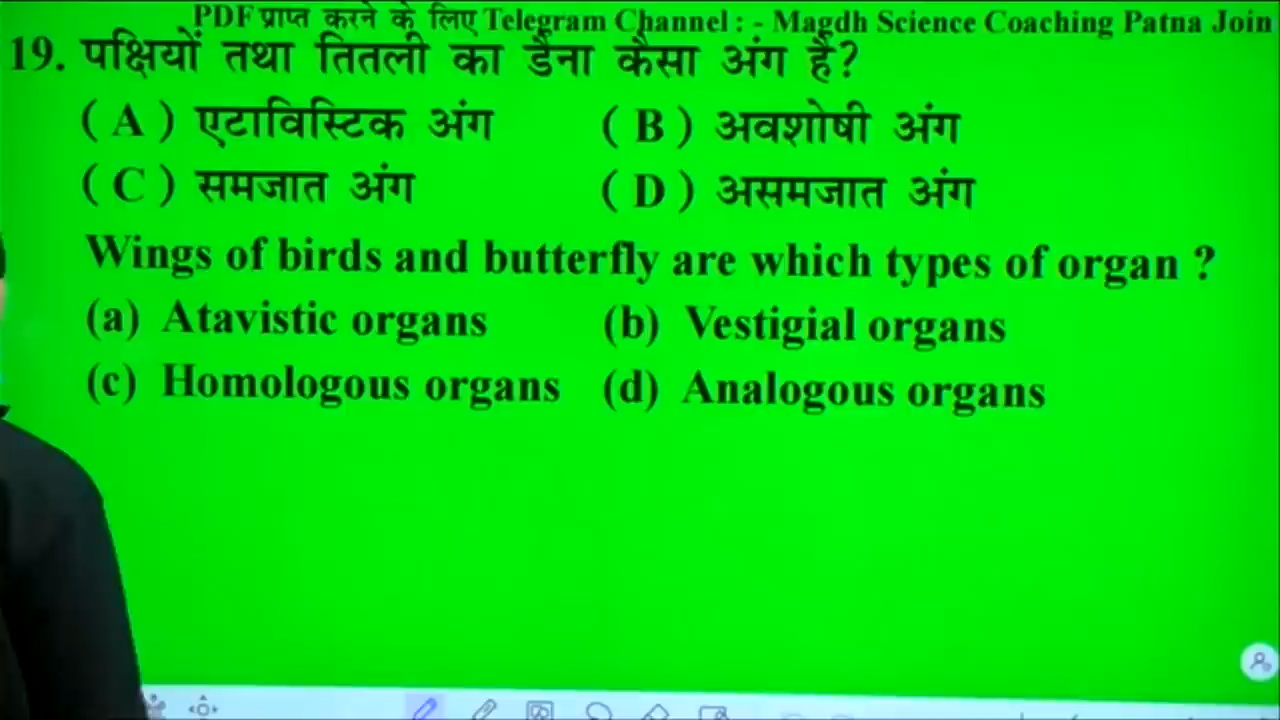 PDF प्राप्त करने के लिए Telegram Channel : - Magdh Science Coaching Patna Join
19. पक्षियों तथा तितली का डैना कैसा अंग है?
( A ) एटाविस्टिक अंग ( B ) अवशोषी अंग
( C ) समजात अंग ( D ) असमजात अंग
Wings of birds and butterfly are which types of organ ?
(a) Atavistic organs (b) Vestigial organs
(c) Homologous organs (d) Analogous organs